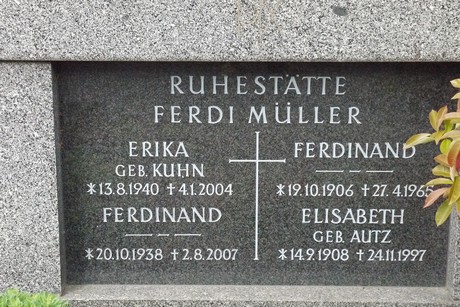 RUHESTÄTTE
FERDI MÜLLER
ERIKA
GEB. KUHN
*13.8.1940 +4.1.2004
FERDINAND
*20.10.1938 +2.8.2007
FERDINAND
*19.10.1906 +27.4.1965
ELISABETH
GEB. AUTZ
*14.9.1908 +24.11.1997